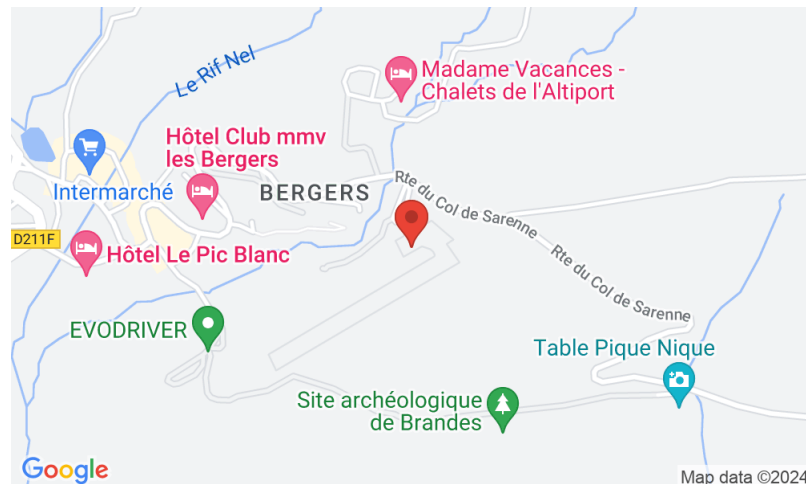 Le Rif Nel
Madame Vacances -
Chalets de l'Altiport
Hôtel Club mmv
les Bergers
Intermarché
BERGERS
Rte du Col de Sarenne
D211F
Hôtel Le Pic Blanc
Rte du Col de Sarenne
EVODRIVER
Table Pique Nique
Site archéologique
de Brandes
Google
Map data ©2024